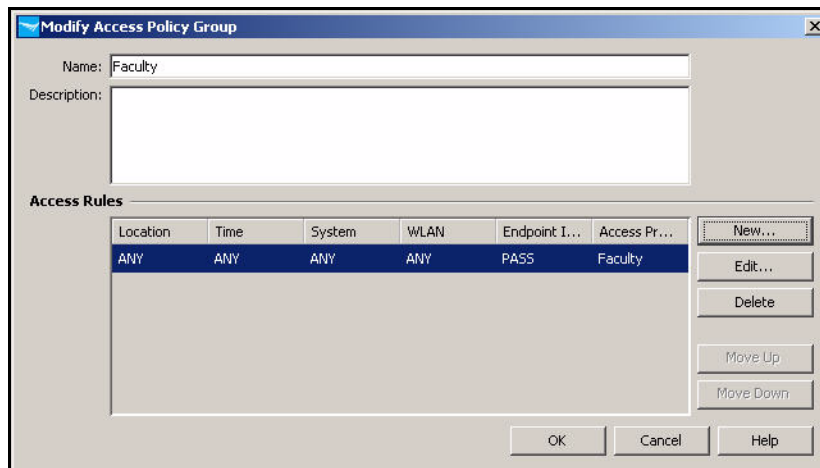 Modify Access Policy Group
Name: Faculty
Description:
Access Rules
Location Time System WLAN Endpoint I... Access Pr...
ANY ANY ANY ANY PASS Faculty
New...
Edit...
Delete
Move Up
Move Down
OK Cancel Help